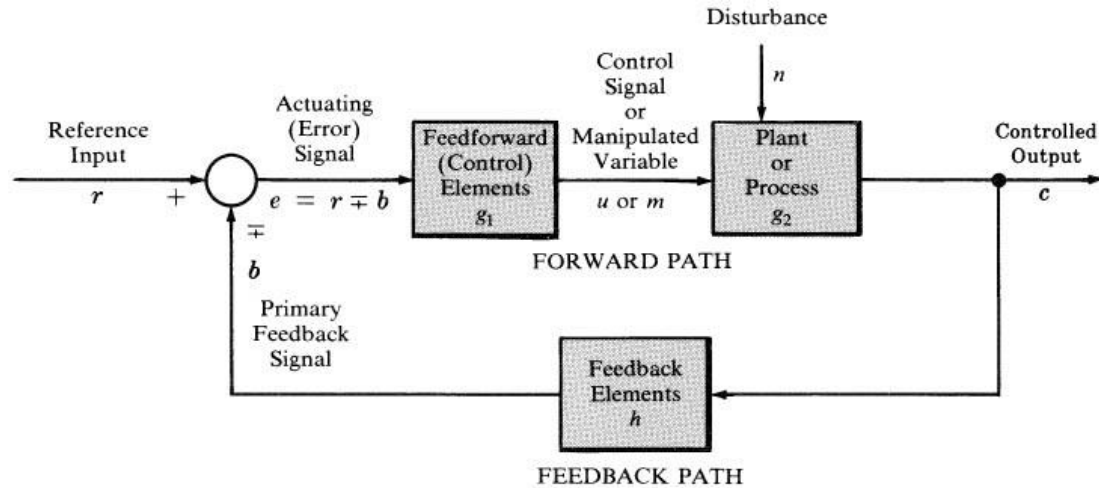 Disturbance
n
Control
Signal
or
Manipulated
Variable
u or m
Reference
Input
r
+
Actuating
(Error)
Signal
e = r ∓ b
Feedforward
(Control)
Elements
g₁
Plant
or
Process
g₂
Controlled
Output
c
∓
b
FORWARD PATH
Primary
Feedback
Signal
Feedback
Elements
h
FEEDBACK PATH